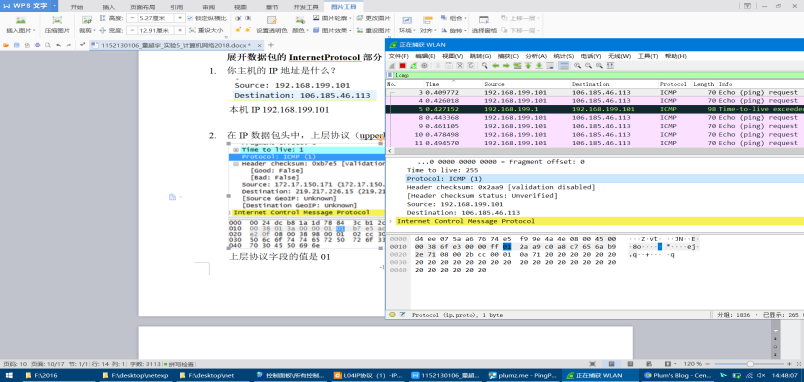 WPS 文字
开始 插入 页面布局 引用 审阅 视图 章节 开发工具 图片工具
插入图片 压缩图片 裁剪 高度: 5.27厘米 锁定纵横比 设置透明色 颜色 图片轮廓 更改图片 环绕 对齐 组合 选择窗格 上移一层
宽度: 12.91厘米 重设大小 图片效果 重设图片 旋转 下移一层
1152130106_董韶宇_实验5_计算机网络2018.docx *
展开数据包的 InternetProtocol 部分
1. 你主机的 IP 地址是什么？
Source: 192.168.199.101
Destination: 106.185.46.113
本机 IP 192.168.199.101
2. 在 IP 数据包头中，上层协议（upper
Time to live: 1
Protocol: ICMP (1)
Header checksum: 0xb7e5 [validation
[Good: False]
[Bad: False]
Source: 172.17.150.171 (172.17.150.
Destination: 219.217.226.15 (219.21
[Source GeoIP: Unknown]
[Destination GeoIP: Unknown]
Internet Control Message Protocol
000 00 24 dc b8 1a 1d 78 84 3c b1 2c
010 00 38 01 3a 00 00 01 01 b7 e5 ac
020 e2 0f 08 00 38 98 00 01 02 cc 30
030 50 6c 6f 74 74 65 72 50 72 6f 33
040 70 30 45 50 69 6e
上层协议字段的值是 01
正在捕获 WLAN
文件(F) 编辑(E) 视图(V) 跳转(G) 捕获(C) 分析(A) 统计(S) 电话(Y) 无线(W) 工具(T) 帮助(H)
icmp
No. Time Source Destination Protocol Length Info
3 0.409772 192.168.199.101 106.185.46.113 ICMP 70 Echo (ping) request
4 0.426018 192.168.199.101 106.185.46.113 ICMP 70 Echo (ping) request
5 0.427152 192.168.199.1 192.168.199.101 ICMP 98 Time-to-live exceeded
8 0.443368 192.168.199.101 106.185.46.113 ICMP 70 Echo (ping) request
9 0.461105 192.168.199.101 106.185.46.113 ICMP 70 Echo (ping) request
10 0.478498 192.168.199.101 106.185.46.113 ICMP 70 Echo (ping) request
11 0.494570 192.168.199.101 106.185.46.113 ICMP 70 Echo (ping) request
...0 0000 0000 0000 = Fragment offset: 0
Time to live: 255
Protocol: ICMP (1)
Header checksum: 0x2aa9 [validation disabled]
[Header checksum status: Unverified]
Source: 192.168.199.101
Destination: 106.185.46.113
Internet Control Message Protocol
0000 d4 ee 07 5a a6 76 74 e5 f9 9e 4a 4e 08 00 45 00
0010 00 38 6f e3 00 00 ff 01 2a a9 c0 a8 c7 65 6a b9
0020 2e 71 08 00 2b cc 00 01 0a 71 20 20 20 20 20 20
0030 20 20 20 20 20 20 20 20 20 20 20 20 20 20 20 20
0040 20 20 20 20 20 20
Protocol (ip.proto), 1 byte
分组: 1836 · 已显示: 265
页码: 10 页面: 10/17 节: 1/1 行: 14 列: 1 字数: 3113 拼写检查 120 %
F:\2016 F:\desktop\netexp F:\desktop\net 控制面板\所有控制... L04IP协议（1）-IP... 1152130106_董韶... plumz.me - PingP... 正在捕获 WLAN Plum's Blog - Cen... 14:48:07